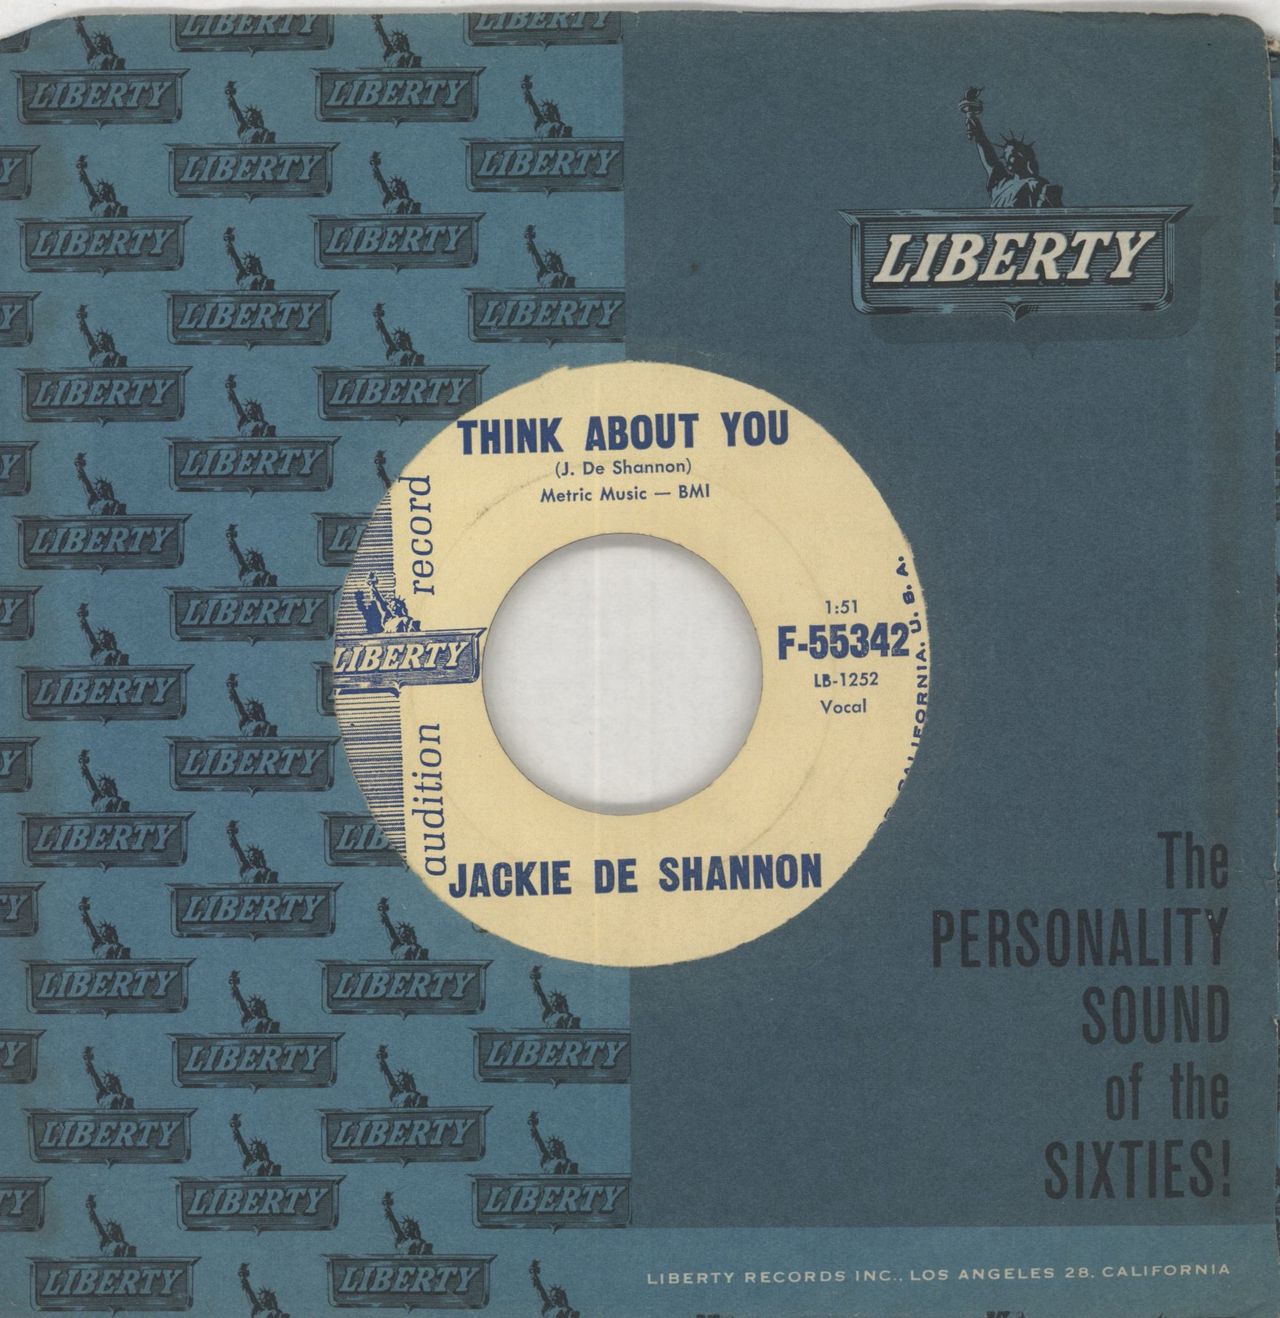 LIBERTY
THINK ABOUT YOU
(J. De Shannon)
Metric Music — BMI
audition record
LIBERTY
1:51
F-55342
LB-1252
Vocal
CALIFORNIA, U. S. A.
JACKIE DE SHANNON
The
PERSONALITY
SOUND
of the
SIXTIES!
LIBERTY RECORDS INC., LOS ANGELES 28, CALIFORNIA